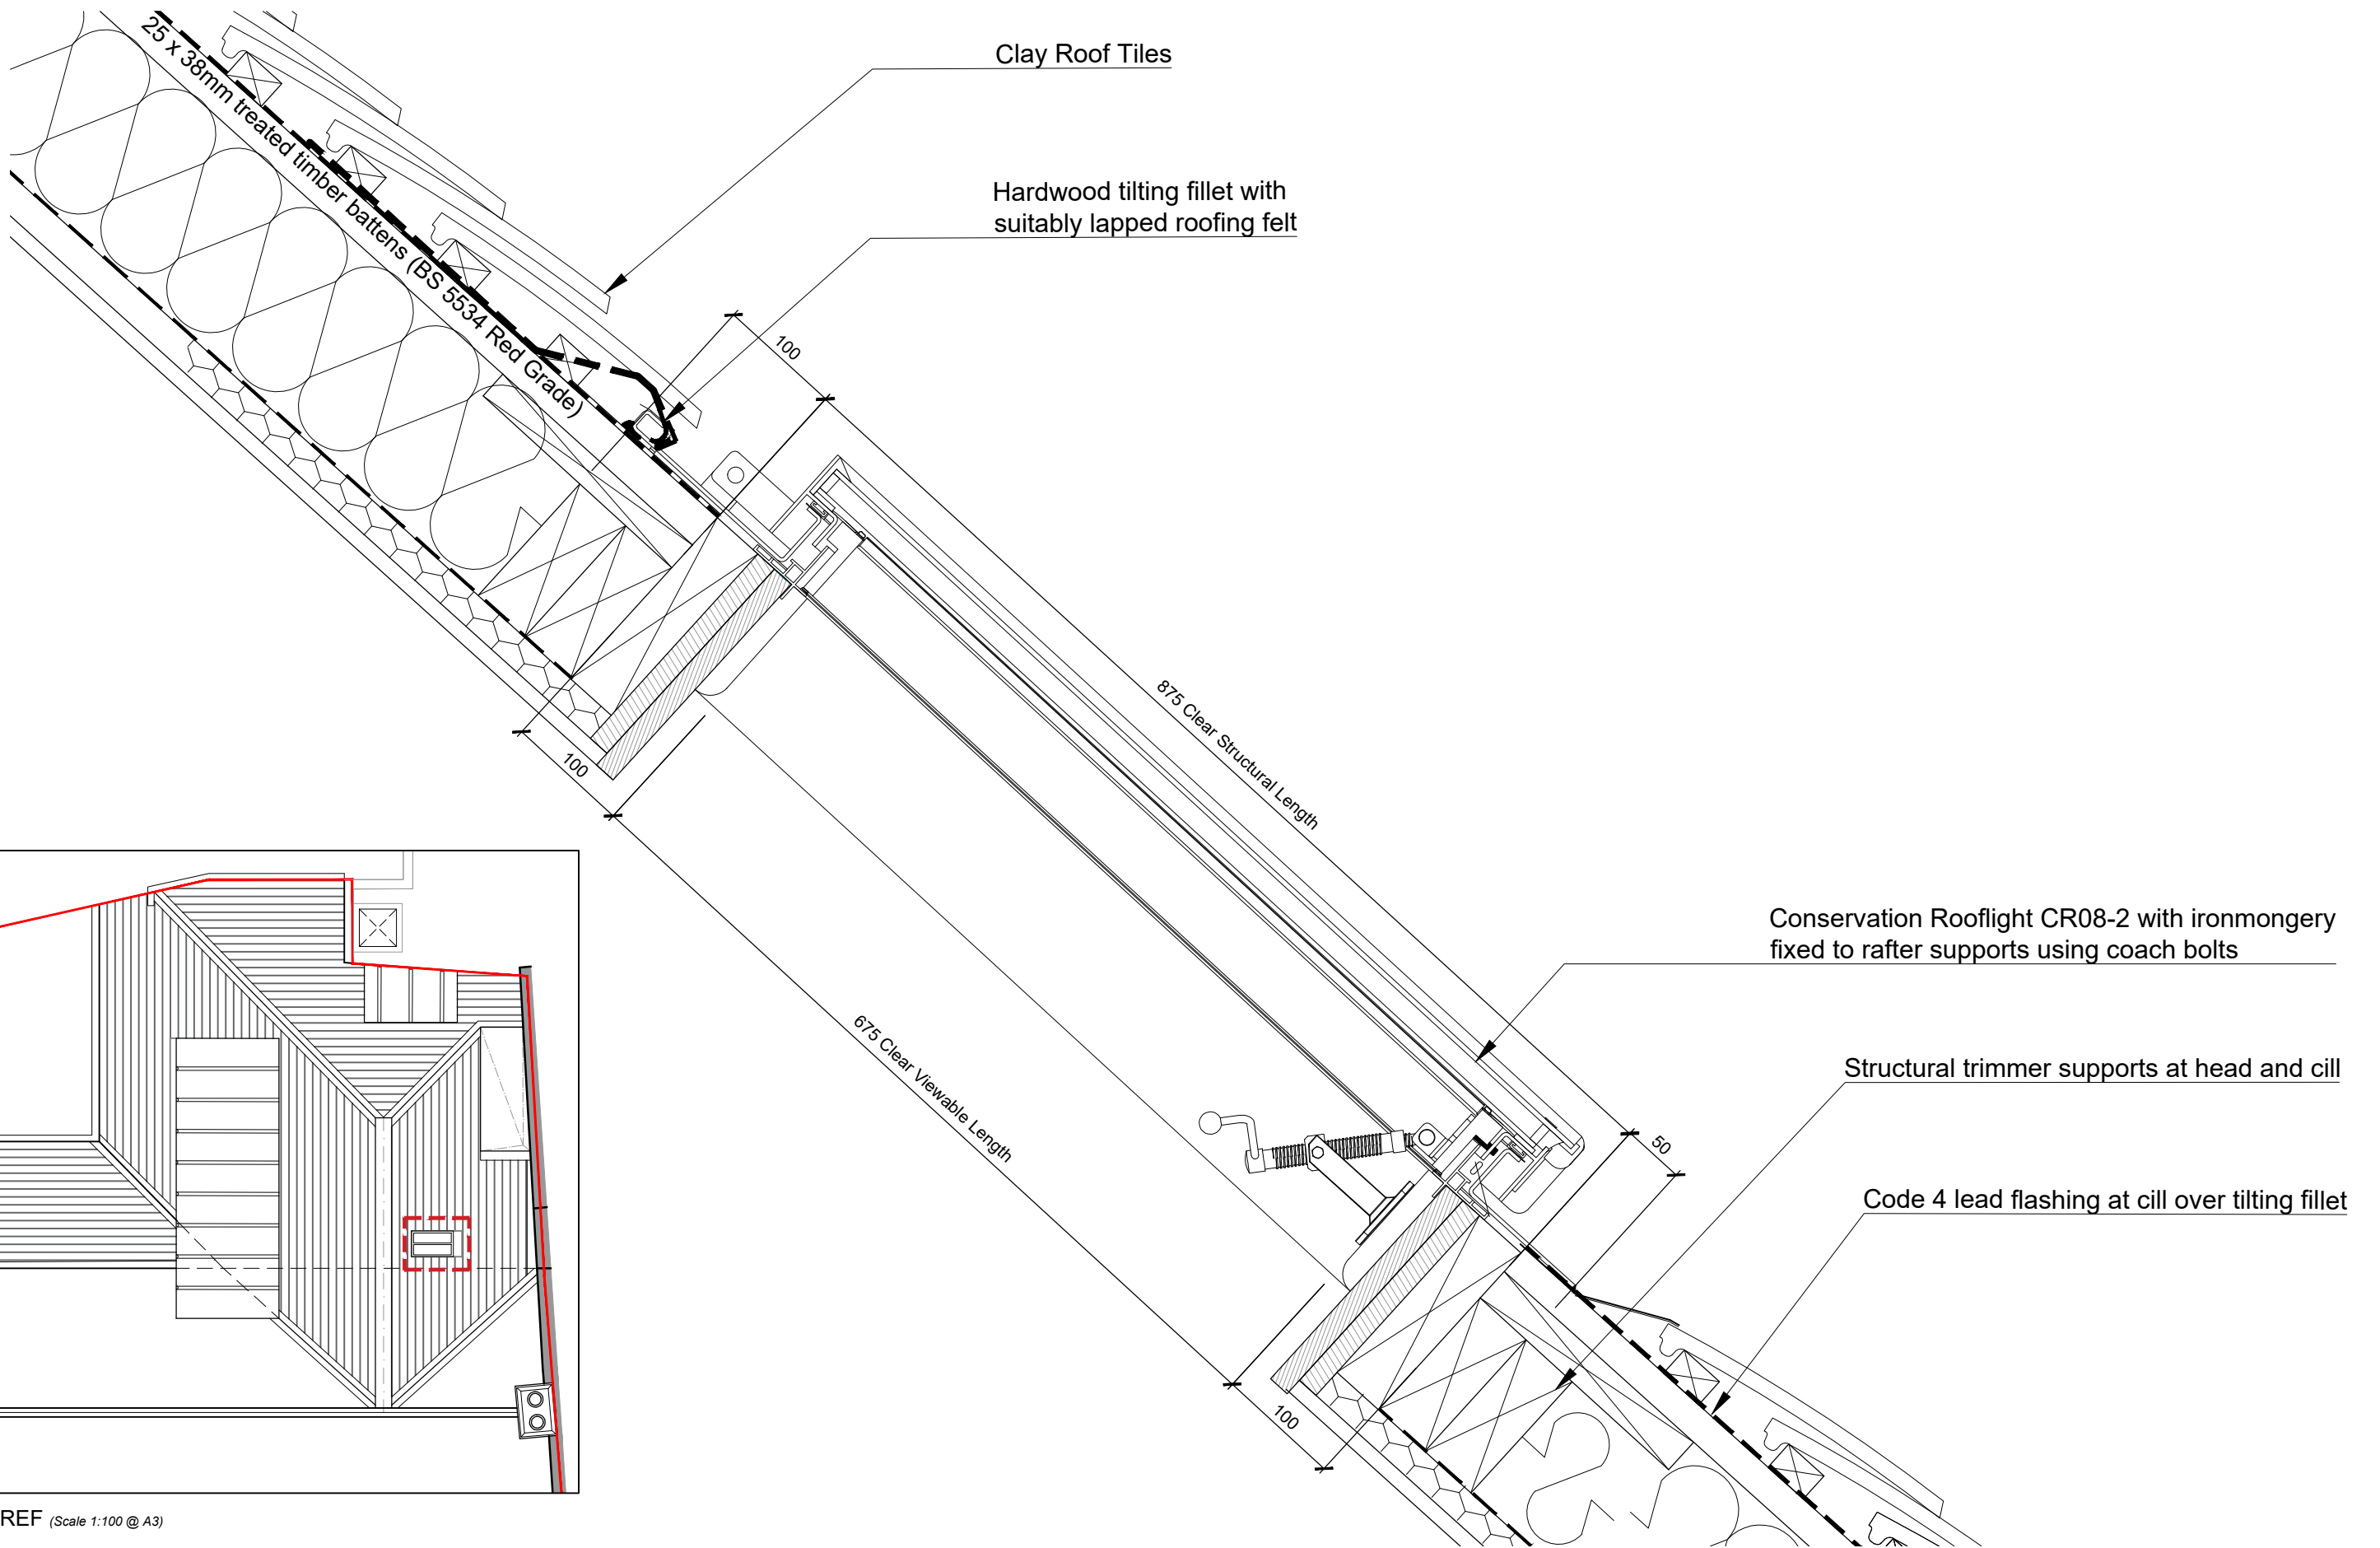 Clay Roof Tiles
25 x 38mm treated timber battens (BS 5534 Red Grade)
Hardwood tilting fillet with
suitably lapped roofing felt
100
875 Clear Structural Length
100
675 Clear Viewable Length
Conservation Rooflight CR08-2 with ironmongery
fixed to rafter supports using coach bolts
Structural trimmer supports at head and cill
50
Code 4 lead flashing at cill over tilting fillet
100
REF (Scale 1:100 @ A3)